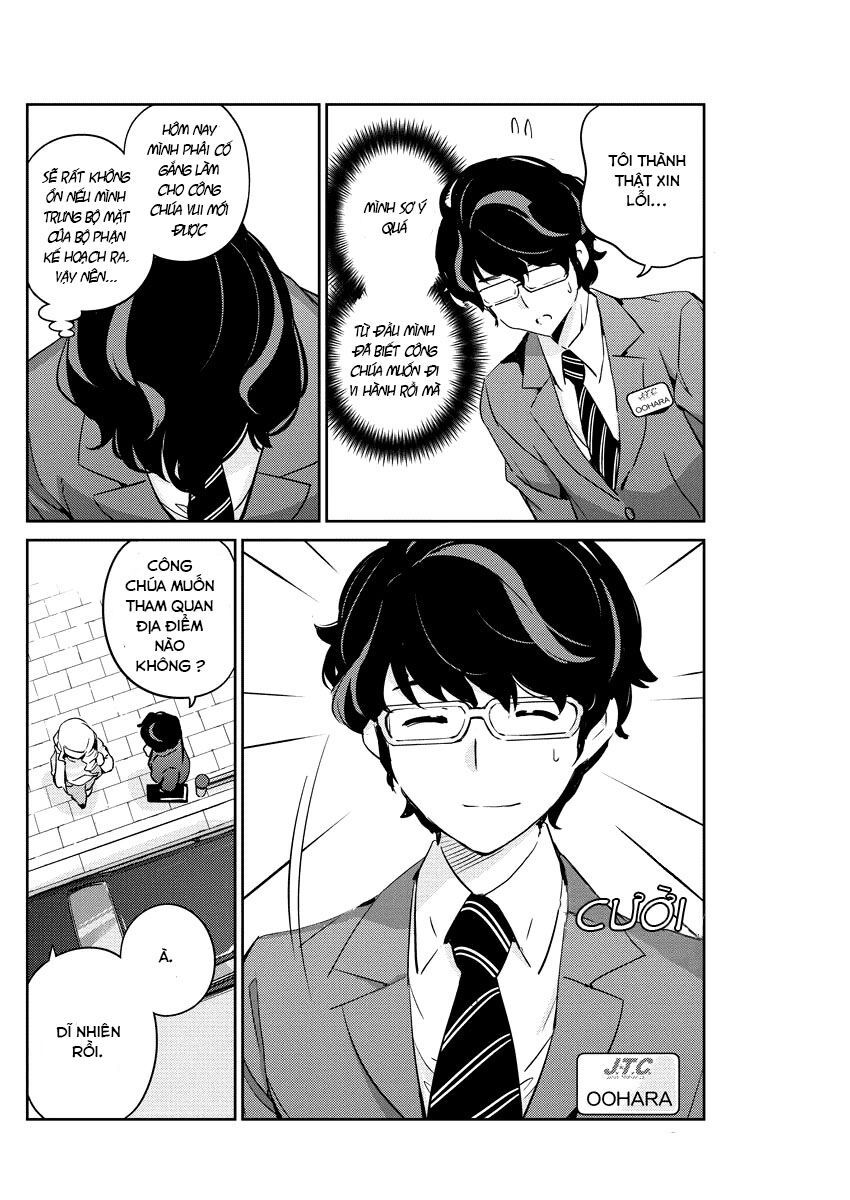 TÔI THÀNH
THẬT XIN
LỖI...
MÌNH SƠ Ý
QUÁ
TỪ ĐẦU MÌNH
ĐÃ BIẾT CÔNG
CHÚA MUỐN ĐI
VI HÀNH RỒI MÀ
J.T.C.
OOHARA
HÔM NAY
MÌNH PHẢI CỐ
GẮNG LÀM
CHO CÔNG
CHÚA VUI MỚI
ĐƯỢC
SẼ RẤT KHÔNG
ỔN NẾU MÌNH
TRƯNG BỘ MẶT
CỦA BỘ PHẬN
KẾ HOẠCH RA.
VẬY NÊN...
CƯỜI
J.T.C.
OOHARA
CÔNG
CHÚA MUỐN
THAM QUAN
ĐỊA ĐIỂM
NÀO
KHÔNG ?
À.
DĨ NHIÊN
RỒI.